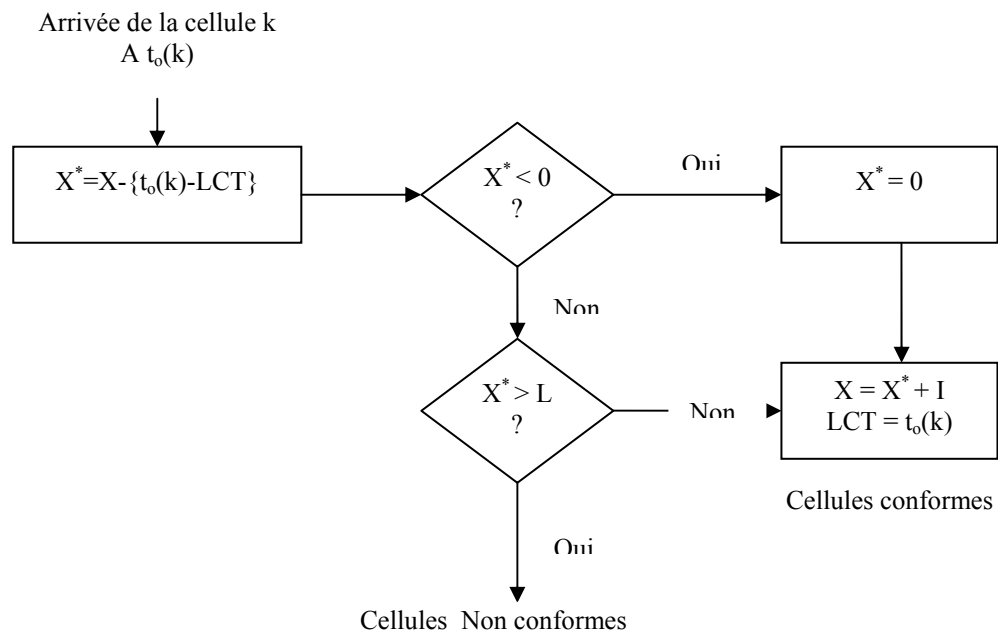 Arrivée de la cellule k
A t₀(k)
X*=X-{t₀(k)-LCT}
X* < 0
?
Oui
X* = 0
Non
X* > L
?
Non
X = X* + I
LCT = t₀(k)
Cellules conformes
Oui
Cellules Non conformes